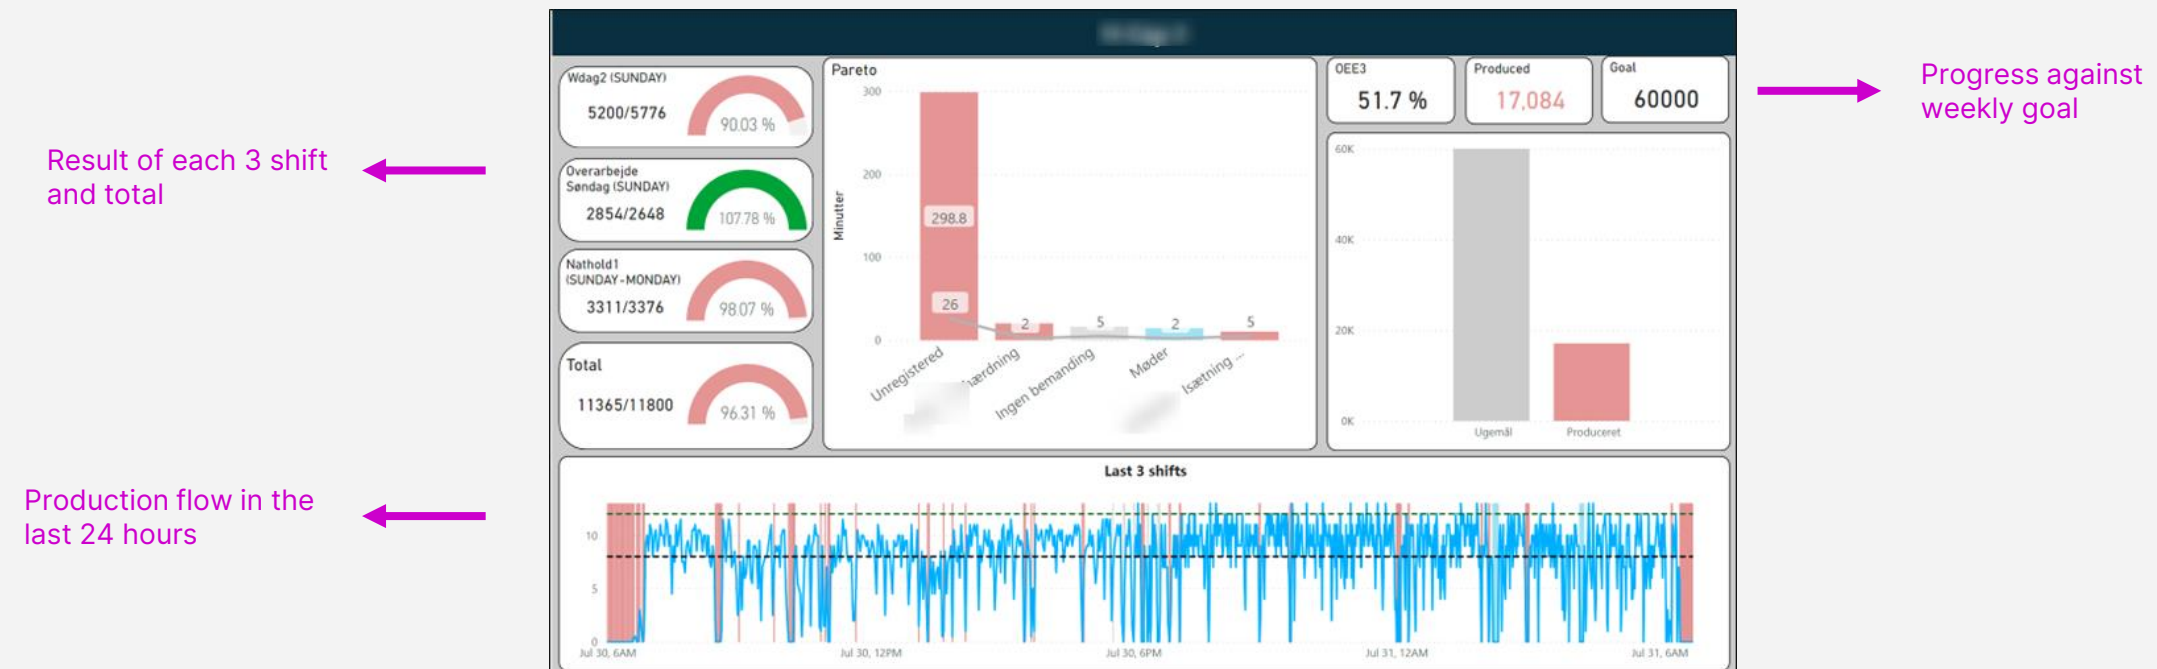 Result of each 3 shift
and total
Production flow in the
last 24 hours
Progress against
weekly goal
Wdag2 (SUNDAY)
5200/5776
90.03 %
Overarbejde
Søndag (SUNDAY)
2854/2648
107.78 %
Nathold1
(SUNDAY-MONDAY)
3311/3376
98.07 %
Total
11365/11800
96.31 %
Pareto
Minutter
300
200
100
0
298.8
26
2
5
2
5
Unregistered
Ingen bemanding
Møder
Isætning ...
OEE3
51.7 %
Produced
17,084
Goal
60000
60K
40K
20K
0K
Ugemål
Produceret
Last 3 shifts
10
5
0
Jul 30, 6AM
Jul 30, 12PM
Jul 30, 6PM
Jul 31, 12AM
Jul 31, 6AM